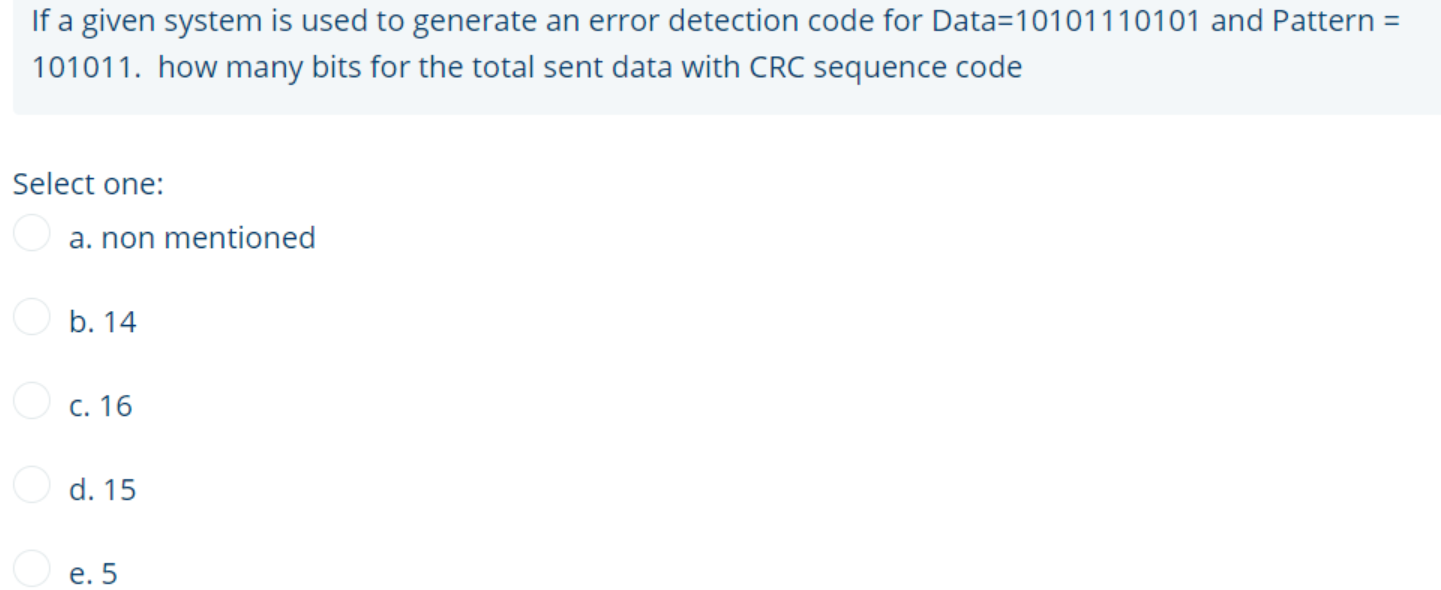 If a given system is used to generate an error detection code for Data=10101110101 and Pattern =
101011.  how many bits for the total sent data with CRC sequence code
Select one:
a. non mentioned
b. 14
c. 16
d. 15
e. 5